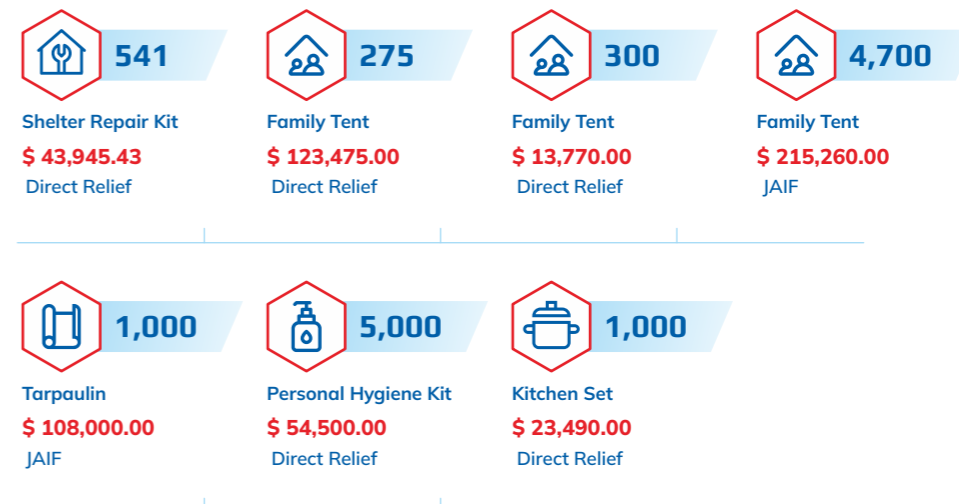 541
Shelter Repair Kit
$ 43,945.43
Direct Relief
275
Family Tent
$ 123,475.00
Direct Relief
300
Family Tent
$ 13,770.00
Direct Relief
4,700
Family Tent
$ 215,260.00
JAIF
1,000
Tarpaulin
$ 108,000.00
JAIF
5,000
Personal Hygiene Kit
$ 54,500.00
Direct Relief
1,000
Kitchen Set
$ 23,490.00
Direct Relief